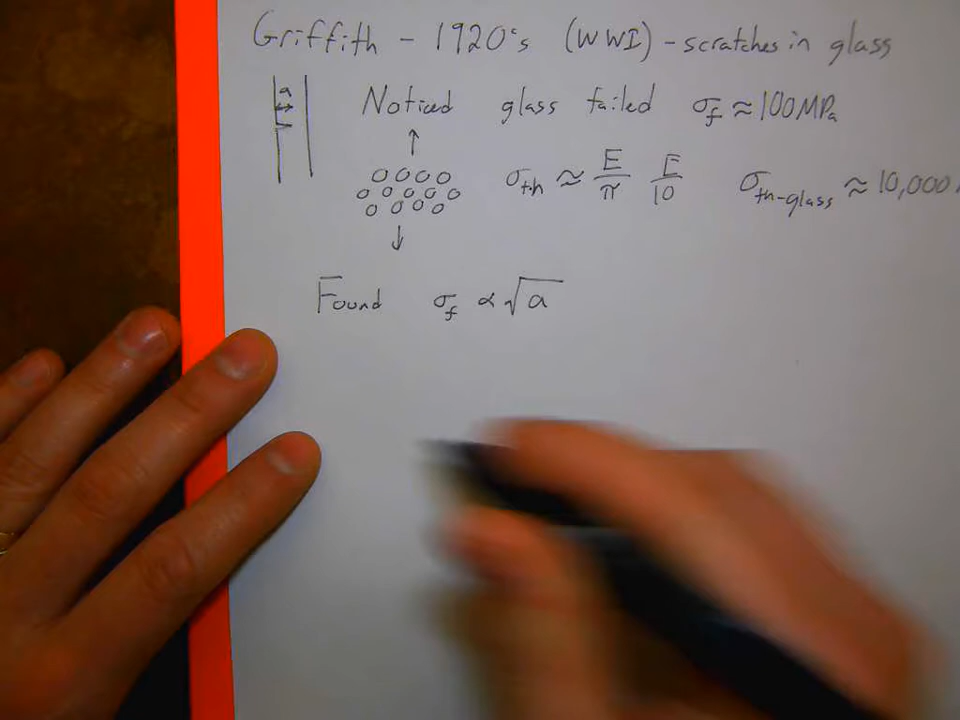 Griffith - 1920's (WWI) - scratches in glass
a Noticed glass failed σf ≈ 100MPa
σth ≈ E/π E/10 σth-glass ≈ 10,000
Found σf ∝ √a